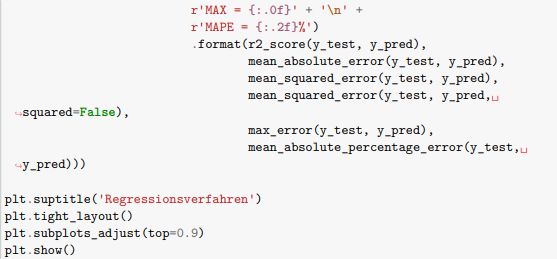 r'MAX = {:.0f}' + '\n' +
r'MAPE = {:.2f}%')
.format(r2_score(y_test, y_pred),
mean_absolute_error(y_test, y_pred),
mean_squared_error(y_test, y_pred),
mean_squared_error(y_test, y_pred,␣
↪squared=False),
max_error(y_test, y_pred),
mean_absolute_percentage_error(y_test,␣
↪y_pred)))
plt.suptitle('Regressionsverfahren')
plt.tight_layout()
plt.subplots_adjust(top=0.9)
plt.show()